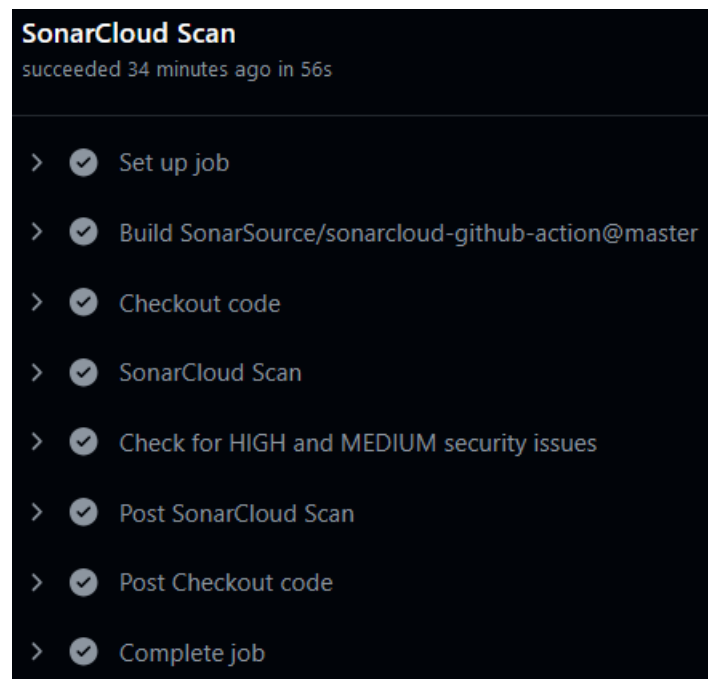 SonarCloud Scan
succeeded 34 minutes ago in 56s
Set up job
Build SonarSource/sonarcloud-github-action@master
Checkout code
SonarCloud Scan
Check for HIGH and MEDIUM security issues
Post SonarCloud Scan
Post Checkout code
Complete job